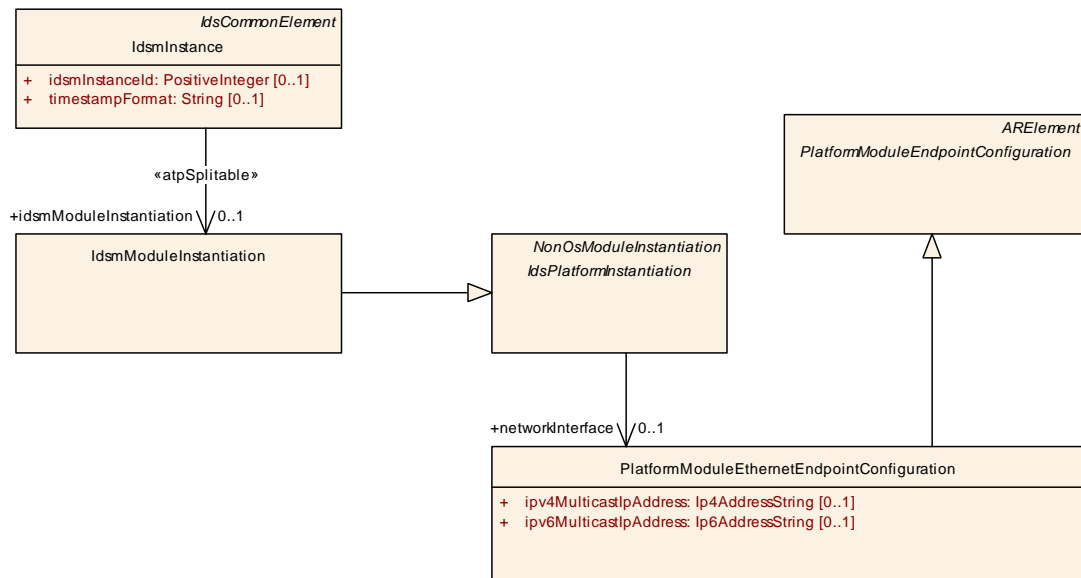 IdsCommonElement
IdsmInstance
+ idsmInstanceId: PositiveInteger [0..1]
+ timestampFormat: String [0..1]
ARElement
PlatformModuleEndpointConfiguration
«atpSplitable»
+idsmModuleInstantiation 0..1
IdsmModuleInstantiation
NonOsModuleInstantiation
IdsPlatformInstantiation
+networkInterface 0..1
PlatformModuleEthernetEndpointConfiguration
+ ipv4MulticastIpAddress: Ip4AddressString [0..1]
+ ipv6MulticastIpAddress: Ip6AddressString [0..1]